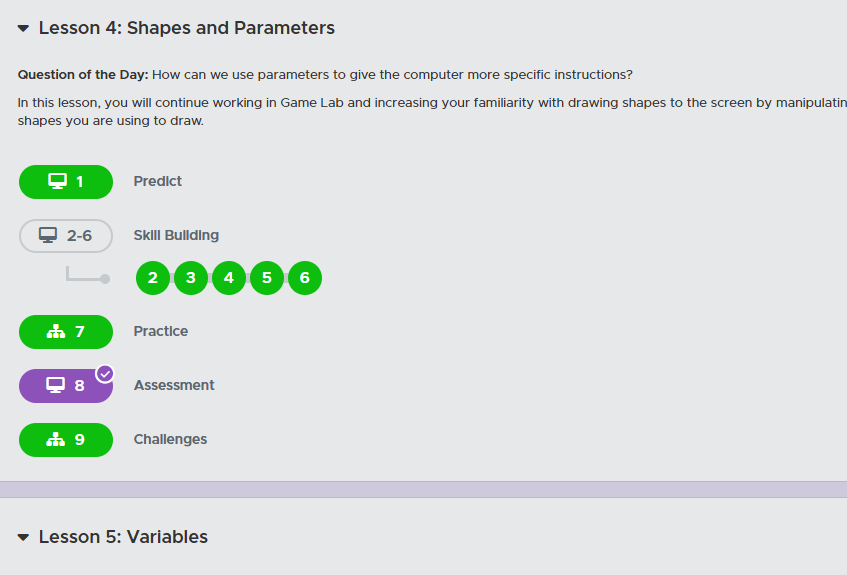 Lesson 4: Shapes and Parameters
Question of the Day: How can we use parameters to give the computer more specific instructions?
In this lesson, you will continue working in Game Lab and increasing your familiarity with drawing shapes to the screen by manipulatin
shapes you are using to draw.
1 Predict
2-6 Skill Building
2 3 4 5 6
7 Practice
8 Assessment
9 Challenges
Lesson 5: Variables